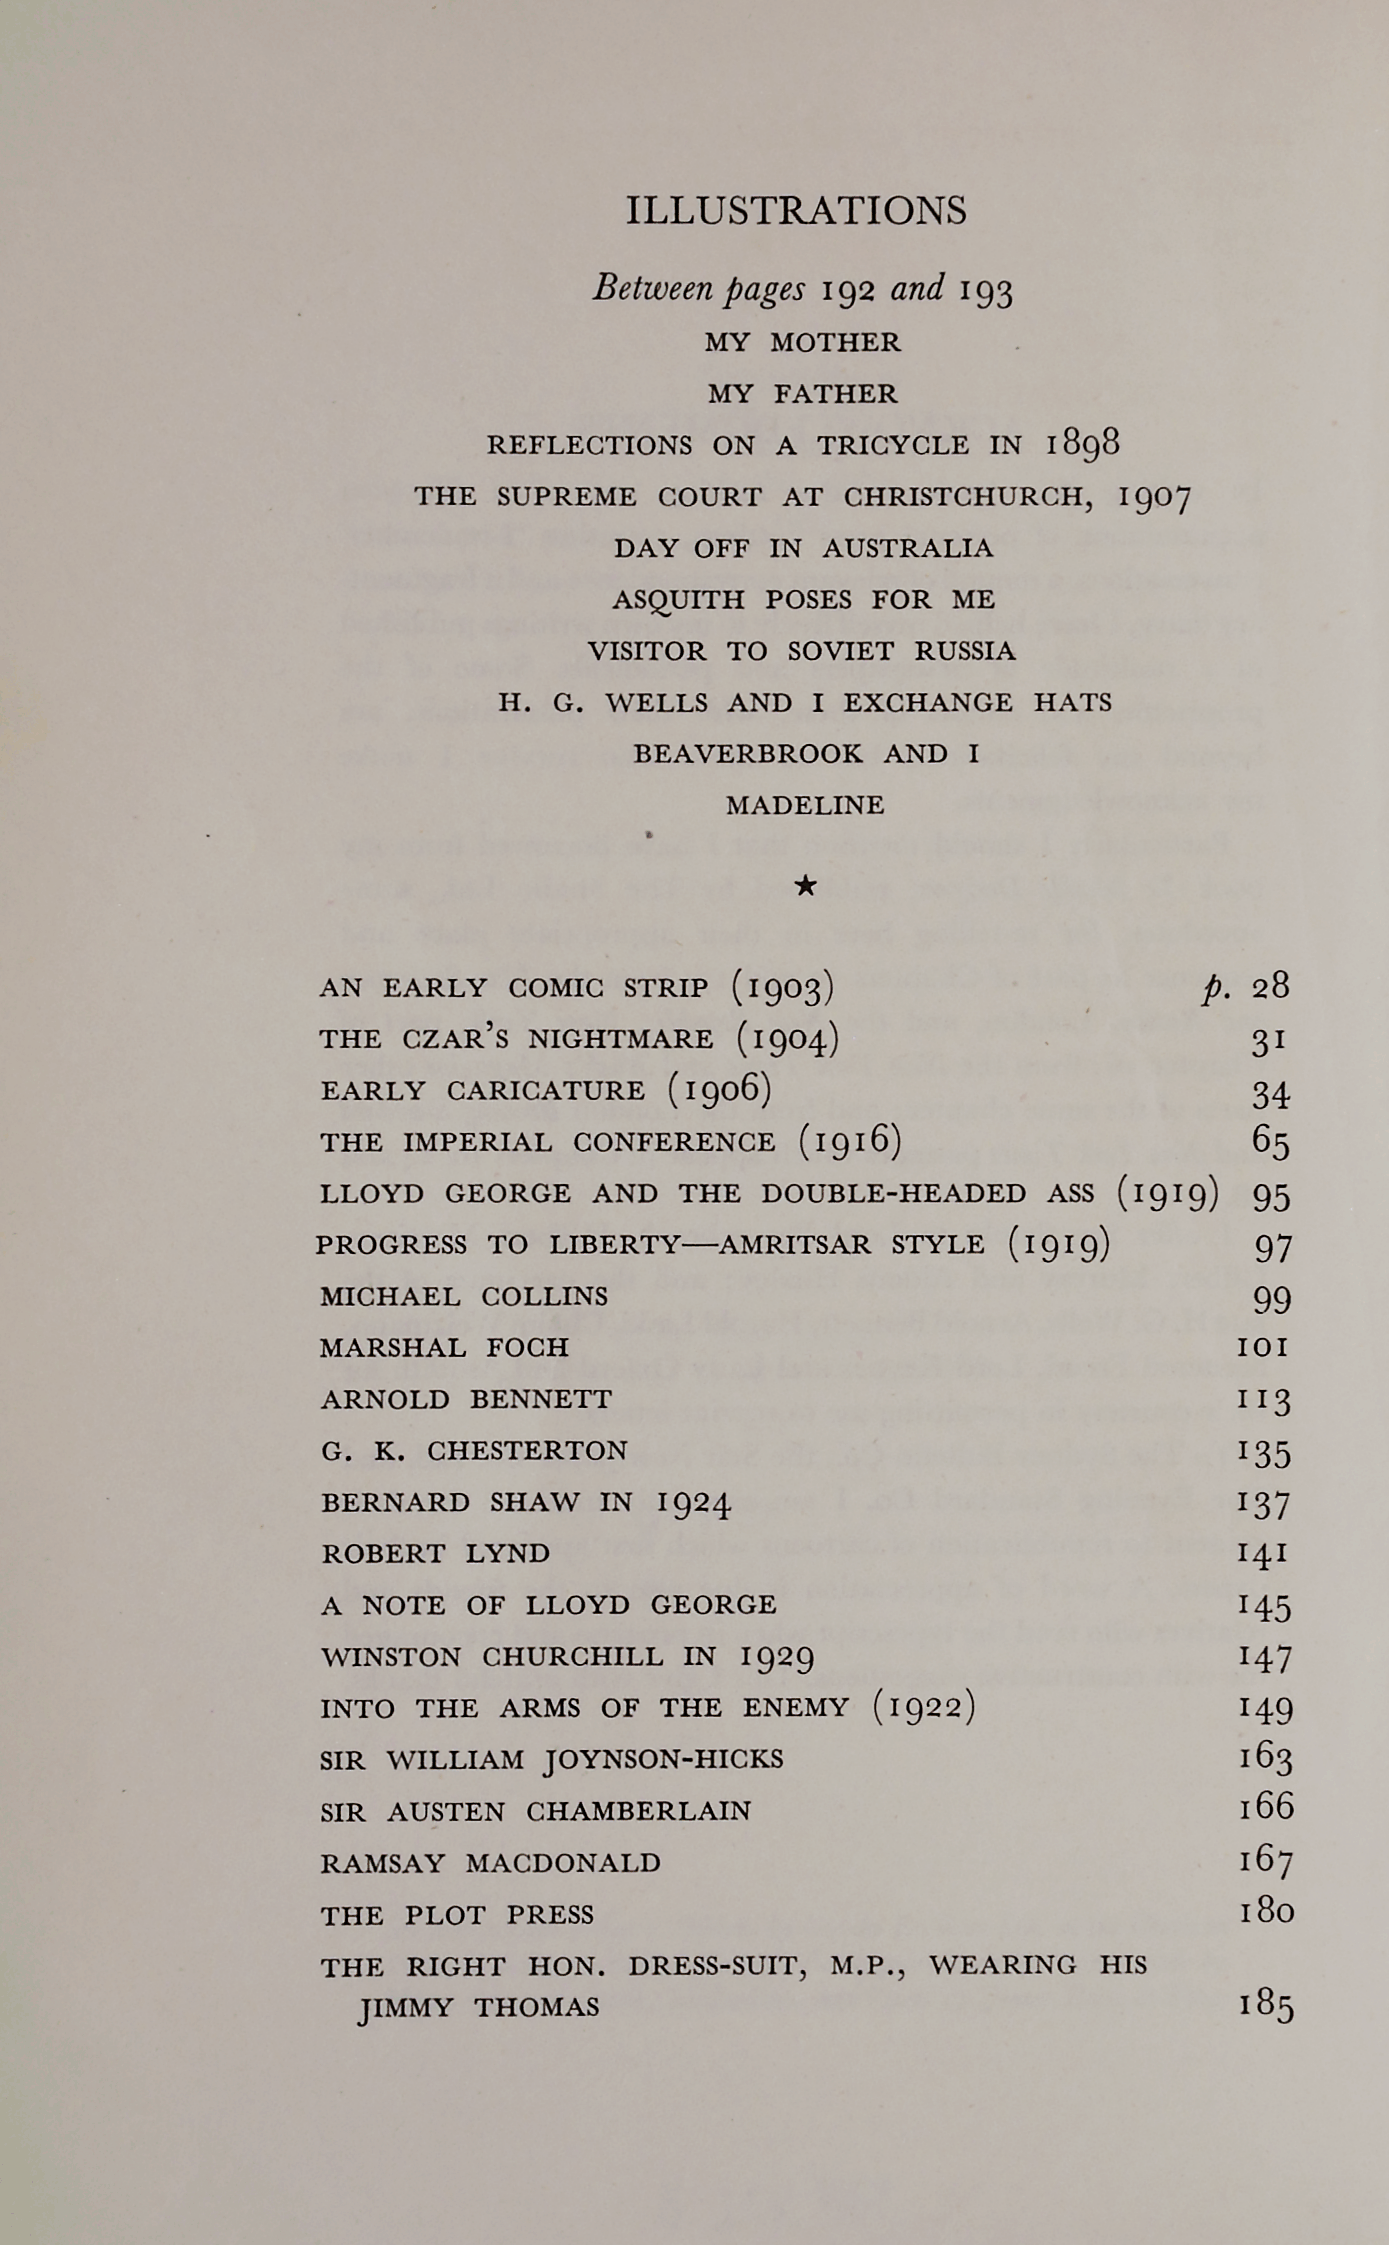 ILLUSTRATIONS
Between pages 192 and 193
MY MOTHER
MY FATHER
REFLECTIONS ON A TRICYCLE IN 1898
THE SUPREME COURT AT CHRISTCHURCH, 1907
DAY OFF IN AUSTRALIA
ASQUITH POSES FOR ME
VISITOR TO SOVIET RUSSIA
H. G. WELLS AND I EXCHANGE HATS
BEAVERBROOK AND I
MADELINE
★
AN EARLY COMIC STRIP (1903) p. 28
THE CZAR'S NIGHTMARE (1904) 31
EARLY CARICATURE (1906) 34
THE IMPERIAL CONFERENCE (1916) 65
LLOYD GEORGE AND THE DOUBLE-HEADED ASS (1919) 95
PROGRESS TO LIBERTY—AMRITSAR STYLE (1919) 97
MICHAEL COLLINS 99
MARSHAL FOCH 101
ARNOLD BENNETT 113
G. K. CHESTERTON 135
BERNARD SHAW IN 1924 137
ROBERT LYND 141
A NOTE OF LLOYD GEORGE 145
WINSTON CHURCHILL IN 1929 147
INTO THE ARMS OF THE ENEMY (1922) 149
SIR WILLIAM JOYNSON-HICKS 163
SIR AUSTEN CHAMBERLAIN 166
RAMSAY MACDONALD 167
THE PLOT PRESS 180
THE RIGHT HON. DRESS-SUIT, M.P., WEARING HIS
JIMMY THOMAS 185